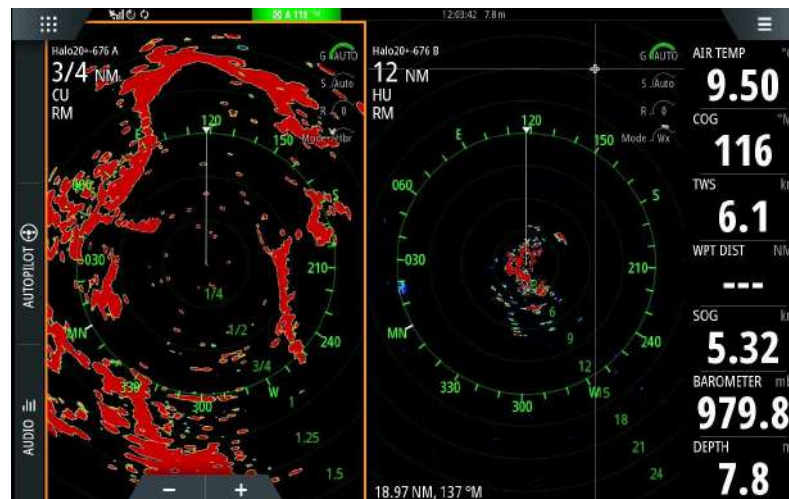 A 118 °M
12:03:42 7.8 m
AUTOPILOT
AUDIO
Halo20+-676 A
3/4 NM
CU
RM
G AUTO
S Auto
R 0
Mode Hbr
120
E
150
060
S
030
210
1/4
MN
1/2
240
3/4
330
W
300
1
1.25
1.5
− +
Halo20+-676 B
12 NM
HU
RM
G AUTO
S Auto
R 0
Mode Wx
120
E
150
060
S
030
210
6
MN
9
240
12
330
W
15
300
18
21
24
18.97 NM, 137 °M
AIR TEMP
9.50
COG °M
116
TWS
6.1
WPT DIST NM
---
SOG
5.32
BAROMETER
979.8
DEPTH
7.8